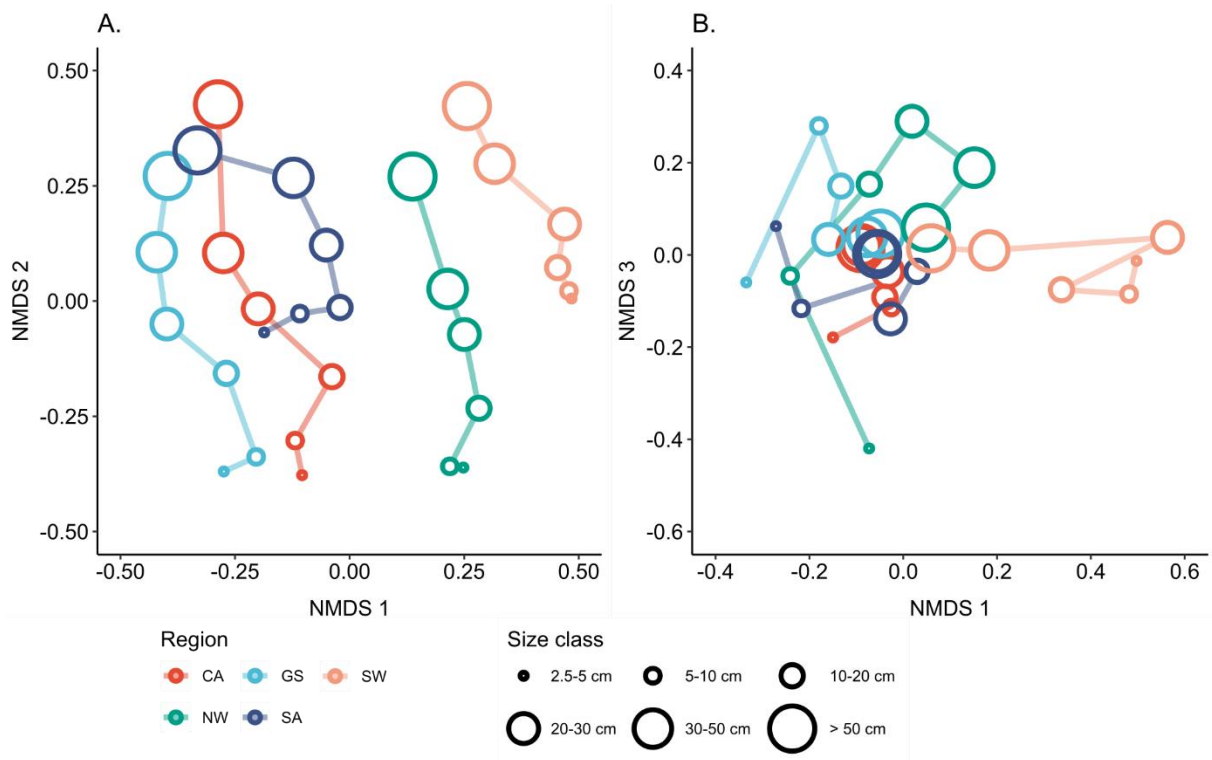 A.
B.
0.50
0.25
0.00
-0.25
-0.50
NMDS 2
-0.50
-0.25
0.00
0.25
0.50
NMDS 1
0.4
0.2
0.0
-0.2
-0.4
-0.6
NMDS 3
-0.4
-0.2
0.0
0.2
0.4
0.6
NMDS 1
Region
CA
GS
SW
NW
SA
Size class
2.5-5 cm
5-10 cm
10-20 cm
20-30 cm
30-50 cm
> 50 cm